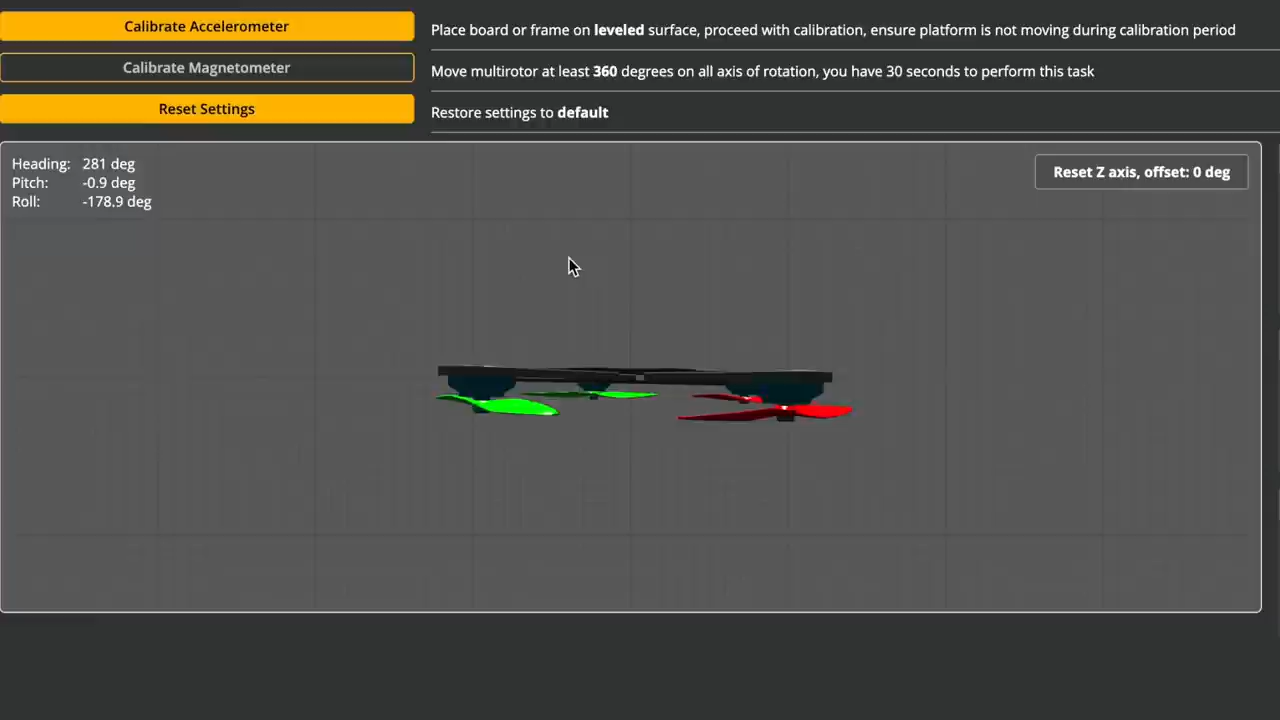 Calibrate Accelerometer
Place board or frame on leveled surface, proceed with calibration, ensure platform is not moving during calibration period
Calibrate Magnetometer
Move multirotor at least 360 degrees on all axis of rotation, you have 30 seconds to perform this task
Reset Settings
Restore settings to default
Heading: 281 deg
Pitch: -0.9 deg
Roll: -178.9 deg
Reset Z axis, offset: 0 deg